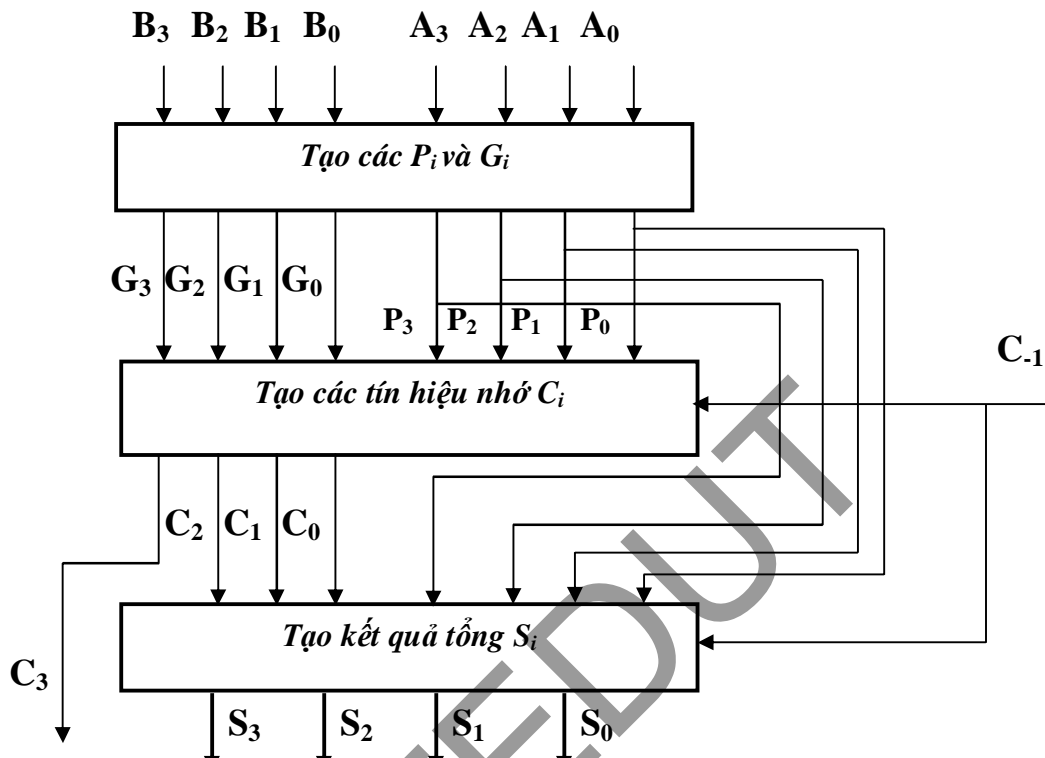 B₃ B₂ B₁ B₀ A₃ A₂ A₁ A₀
Tạo các Pᵢ và Gᵢ
G₃ G₂ G₁ G₀
P₃ P₂ P₁ P₀
C₋₁
Tạo các tín hiệu nhớ Cᵢ
C₂ C₁ C₀
Tạo kết quả tổng Sᵢ
C₃
S₃ S₂ S₁ S₀